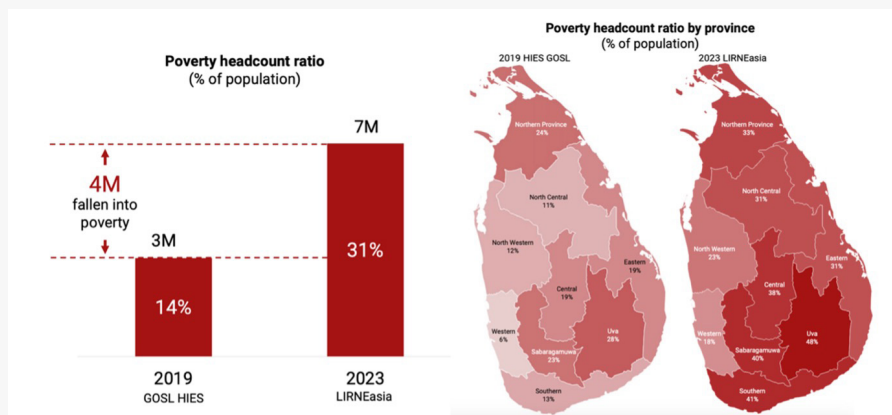 Poverty headcount ratio
(% of population)
7M
4M
fallen into
poverty
3M
31%
14%
2019
GOSL HIES
2023
LIRNEasia
Poverty headcount ratio by province
(% of population)
2019 HIES GOSL
Northern Province
24%
North Central
11%
North Western
12%
Eastern
19%
Central
19%
Western
6%
Uva
28%
Sabaragamuwa
23%
Southern
13%
2023 LIRNEasia
Northern Province
33%
North Central
31%
North Western
23%
Eastern
31%
Central
38%
Western
18%
Uva
48%
Sabaragamuwa
40%
Southern
41%